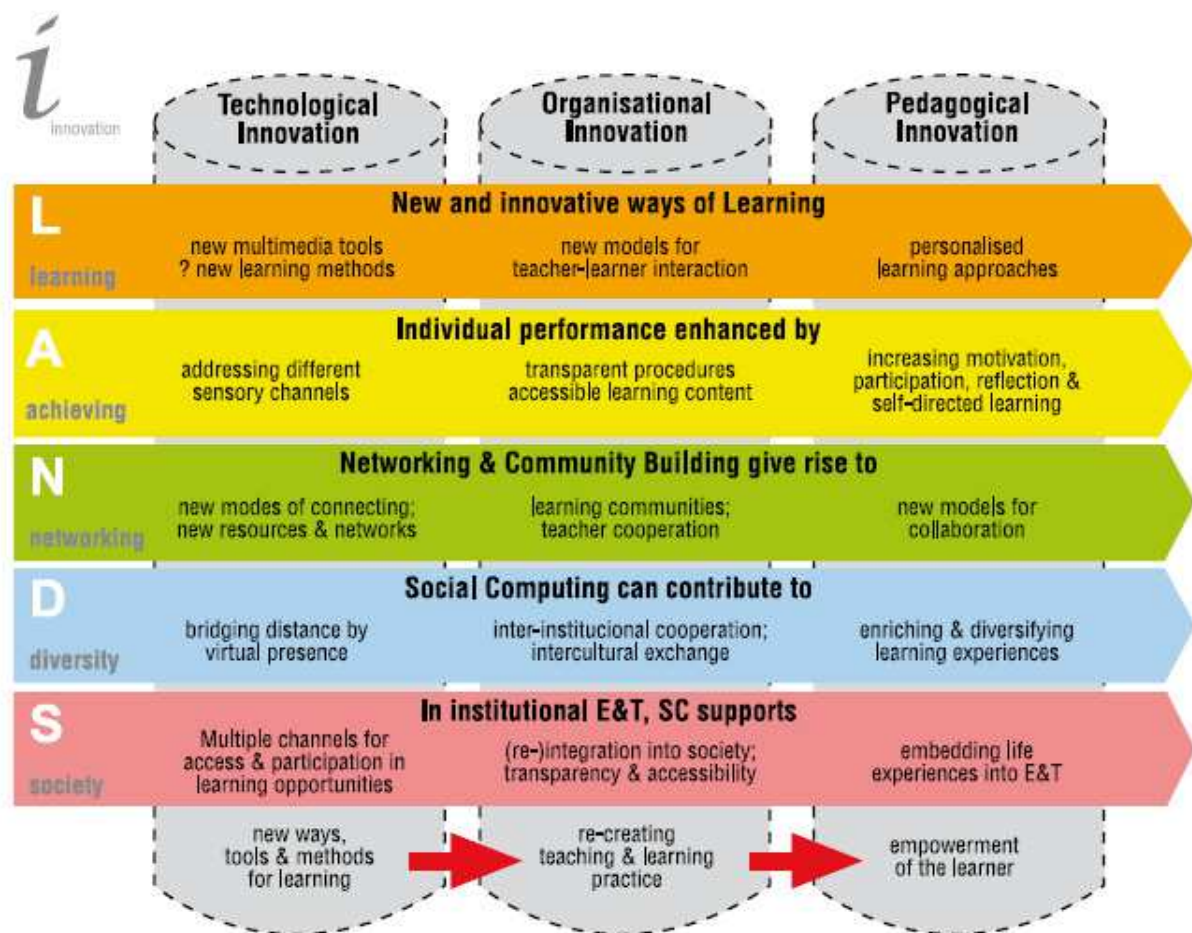 i
innovation
Technological
Innovation
Organisational
Innovation
Pedagogical
Innovation
L
learning
New and innovative ways of Learning
new multimedia tools
? new learning methods
new models for
teacher-learner interaction
personalised
learning approaches
A
achieving
Individual performance enhanced by
addressing different
sensory channels
transparent procedures
accessible learning content
increasing motivation,
participation, reflection &
self-directed learning
N
networking
Networking & Community Building give rise to
new modes of connecting;
new resources & networks
learning communities;
teacher cooperation
new models for
collaboration
D
diversity
Social Computing can contribute to
bridging distance by
virtual presence
inter-institucional cooperation;
intercultural exchange
enriching & diversifying
learning experiences
S
society
In institutional E&T, SC supports
Multiple channels for
access & participation in
learning opportunities
(re-)integration into society;
transparency & accessibility
embedding life
experiences into E&T
new ways,
tools & methods
for learning
re-creating
teaching & learning
practice
empowerment
of the learner